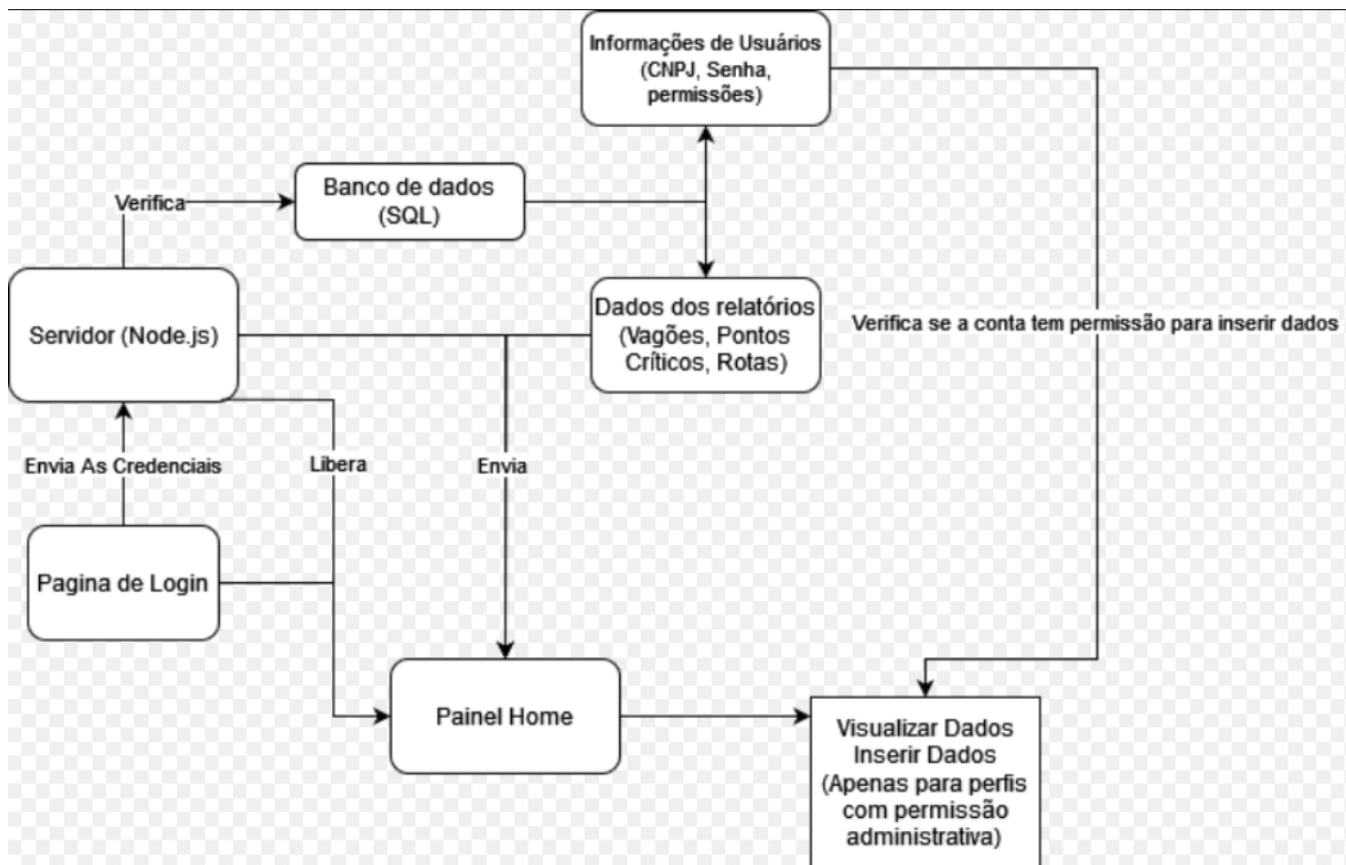 Informações de Usuários
(CNPJ, Senha,
permissões)
Banco de dados
(SQL)
Verifica
Servidor (Node.js)
Dados dos relatórios
(Vagões, Pontos
Críticos, Rotas)
Verifica se a conta tem permissão para inserir dados
Envia As Credenciais
Libera
Envia
Pagina de Login
Painel Home
Visualizar Dados
Inserir Dados
(Apenas para perfis
com permissão
administrativa)